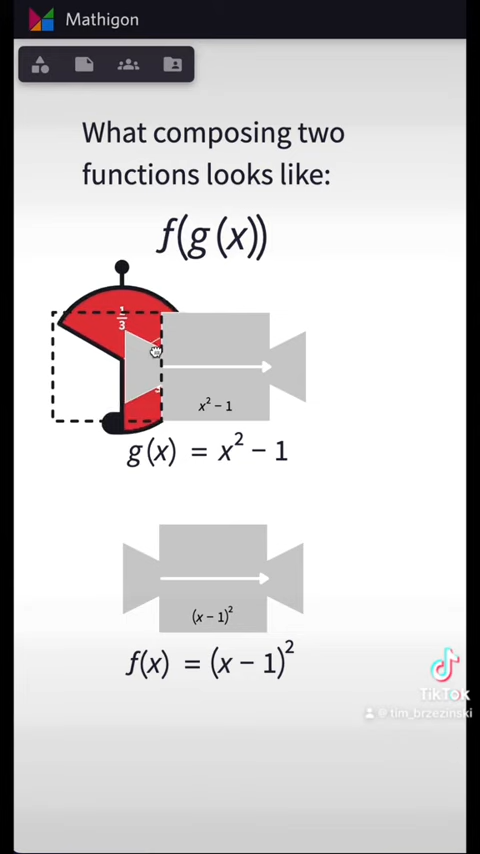 Mathigon
What composing two
functions looks like:
f(g(x))
1
3
x² − 1
g(x) = x² − 1
(x − 1)²
f(x) = (x − 1)²
TikTok
@tim_brzezinski